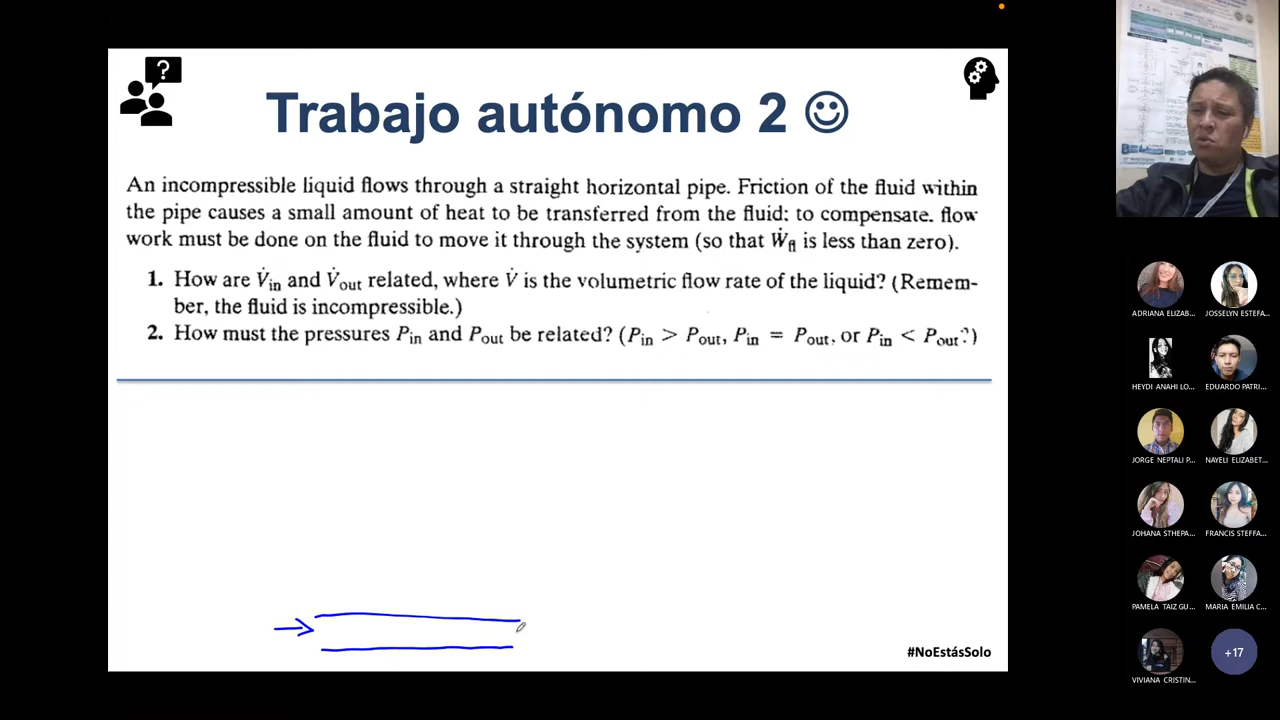 ?
Trabajo autónomo 2 ☺
An incompressible liquid flows through a straight horizontal pipe. Friction of the fluid within
the pipe causes a small amount of heat to be transferred from the fluid; to compensate. flow
work must be done on the fluid to move it through the system (so that Ẇfl is less than zero).
1. How are V̇in and V̇out related, where V̇ is the volumetric flow rate of the liquid? (Remem-
ber, the fluid is incompressible.)
2. How must the pressures Pin and Pout be related? (Pin > Pout, Pin = Pout, or Pin < Pout?)
#NoEstásSolo
ADRIANA ELIZAB...
JOSSELYN ESTEFA...
HEYDI ANAHI LO...
EDUARDO PATRI...
JORGE NEPTALI P...
NAYELI ELIZABET...
JOHANA STHEPA...
FRANCIS STEFFA...
PAMELA TAIZ GU...
MARIA EMILIA C...
VIVIANA CRISTIN...
+17